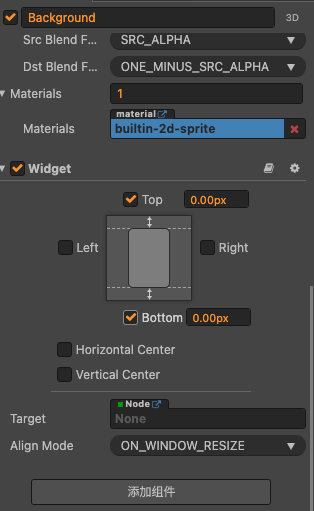 Background 3D
Src Blend F... SRC_ALPHA
Dst Blend F... ONE_MINUS_SRC_ALPHA
Materials 1
material
Materials builtin-2d-sprite
Widget
Top 0.00px
Left Right
Bottom 0.00px
Horizontal Center
Vertical Center
Node
Target None
Align Mode ON_WINDOW_RESIZE
添加组件